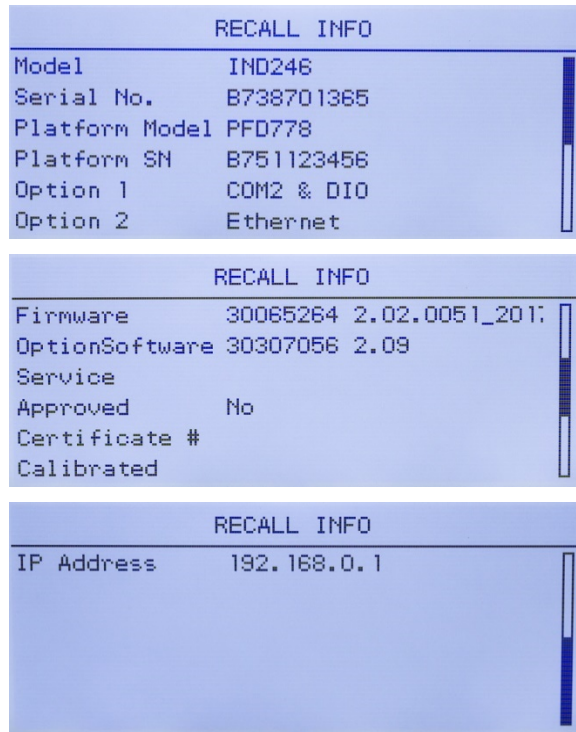 RECALL INFO
Model IND246
Serial No. B738701365
Platform Model PFD778
Platform SN B751123456
Option 1 COM2 & DIO
Option 2 Ethernet
RECALL INFO
Firmware 30065264 2.02.0051_201
OptionSoftware 30307056 2.09
Service
Approved No
Certificate #
Calibrated
RECALL INFO
IP Address 192.168.0.1